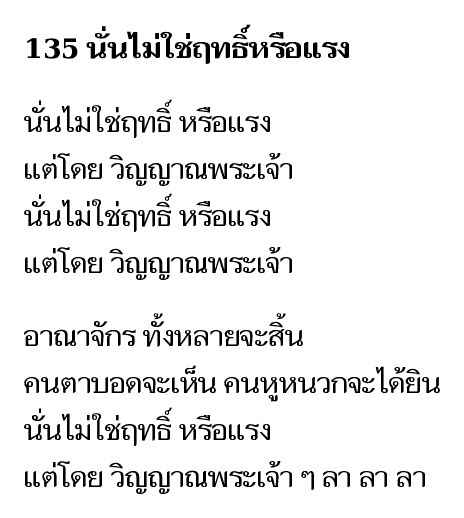 135 นั่นไม่ใช่ฤทธิ์หรือแรง
นั่นไม่ใช่ฤทธิ์ หรือแรง
แต่โดย วิญญาณพระเจ้า
นั่นไม่ใช่ฤทธิ์ หรือแรง
แต่โดย วิญญาณพระเจ้า
อาณาจักร ทั้งหลายจะสิ้น
คนตาบอดจะเห็น คนหูหนวกจะได้ยิน
นั่นไม่ใช่ฤทธิ์ หรือแรง
แต่โดย วิญญาณพระเจ้า ๆ ลา ลา ลา